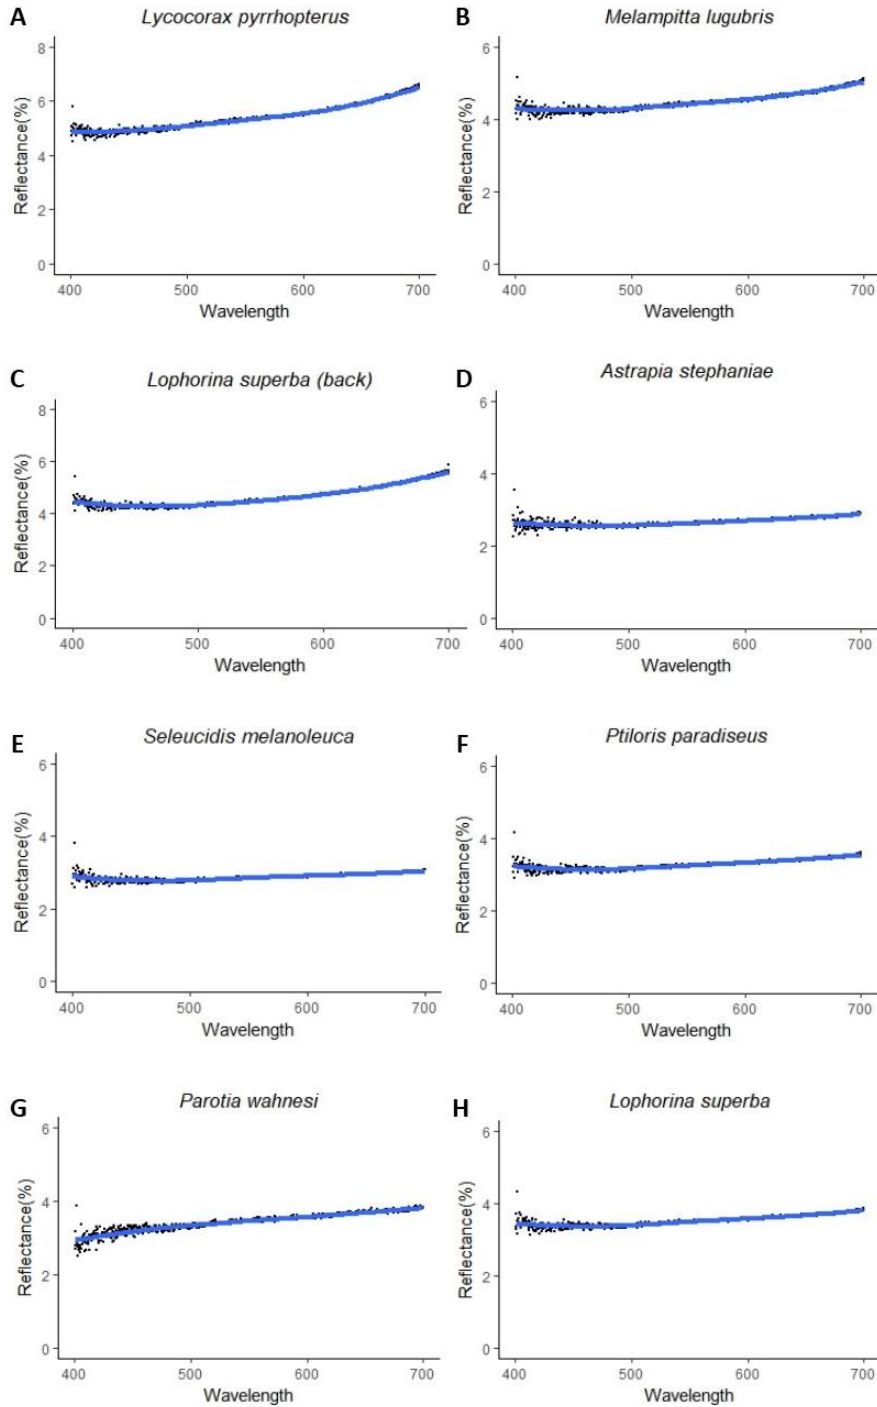 A
Lycocorax pyrrhopterus
8
6
4
2
0
Reflectance(%)
400 500 600 700
Wavelength
B
Melampitta lugubris
6
4
2
0
Reflectance(%)
400 500 600 700
Wavelength
C
Lophorina superba (back)
8
6
4
2
0
Reflectance(%)
400 500 600 700
Wavelength
D
Astrapia stephaniae
6
4
2
0
Reflectance(%)
400 500 600 700
Wavelength
E
Seleucidis melanoleuca
6
4
2
0
Reflectance(%)
400 500 600 700
Wavelength
F
Ptiloris paradiseus
6
4
2
0
Reflectance(%)
400 500 600 700
Wavelength
G
Parotia wahnesi
6
4
2
0
Reflectance(%)
400 500 600 700
Wavelength
H
Lophorina superba
6
4
2
0
Reflectance(%)
400 500 600 700
Wavelength